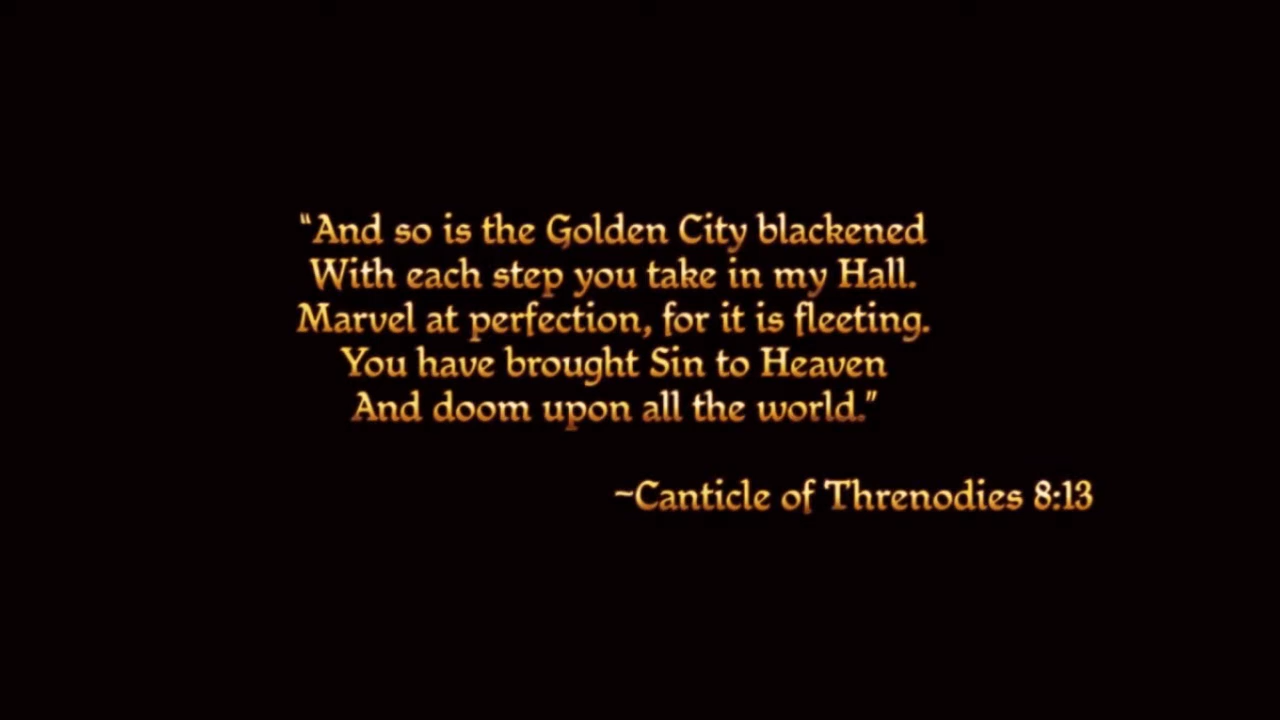 “And so is the Golden City blackened
With each step you take in my Hall.
Marvel at perfection, for it is fleeting.
You have brought Sin to Heaven
And doom upon all the world.”
~Canticle of Threnodies 8:13